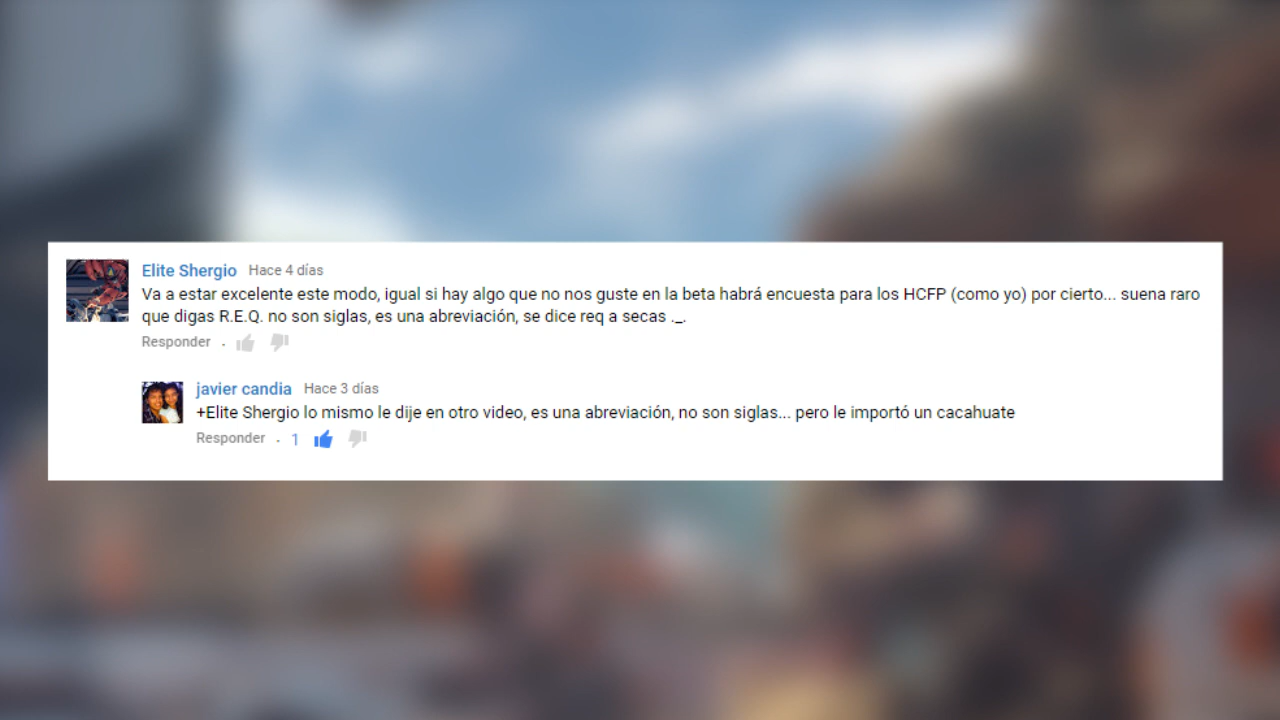 Elite Shergio Hace 4 días
Va a estar excelente este modo, igual si hay algo que no nos guste en la beta habrá encuesta para los HCFP (como yo) por cierto... suena raro
que digas R.E.Q. no son siglas, es una abreviación, se dice req a secas ._.
Responder .
javier candia Hace 3 días
+Elite Shergio lo mismo le dije en otro video, es una abreviación, no son siglas... pero le importó un cacahuate
Responder . 1